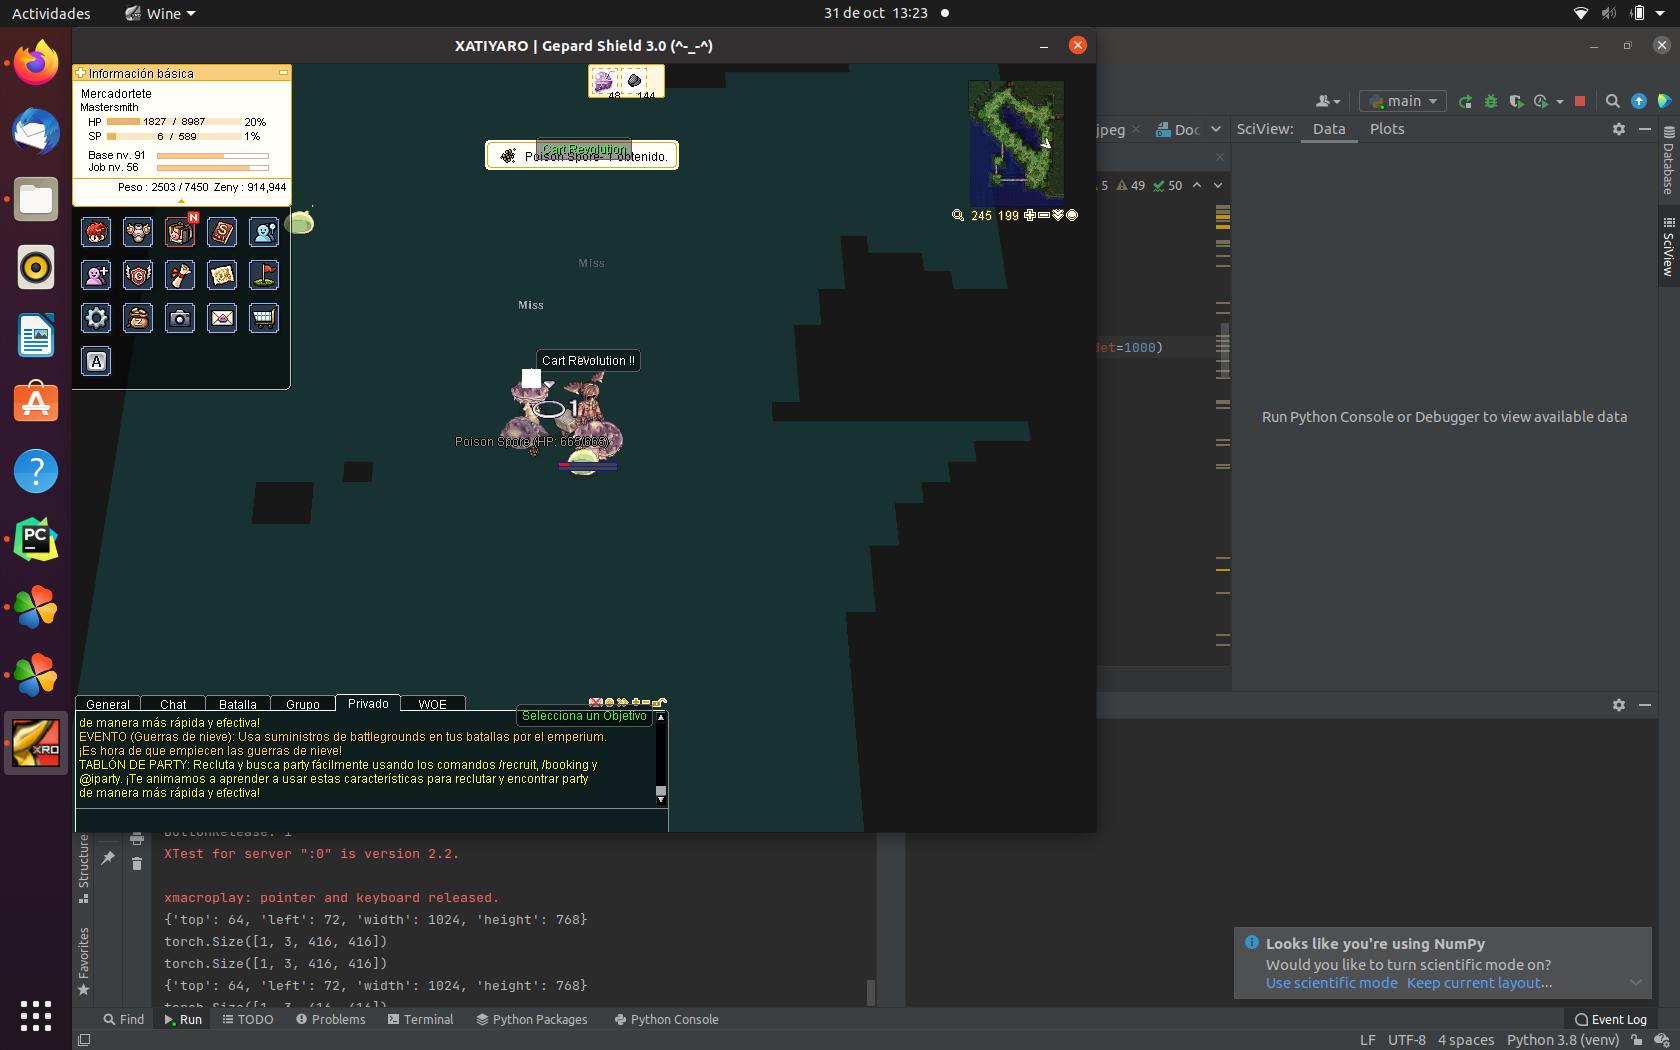 Actividades
Wine
31 de oct 13:23
XATIYARO | Gepard Shield 3.0 (^-_-^)
Información básica
Mercadortete
Mastersmith
HP 1827 / 8987 20%
SP 6 / 589 1%
Base nv. 91
Job nv. 56
Peso : 2503 / 7450 Zeny : 914,944
N
A
48 144
Cart Revolution
Poison Spore- 1 obtenido.
245 199
Miss
Miss
Cart Revolution !!
1
Poison Spore (HP: 665/665)
General Chat Batalla Grupo Privado WOE
Selecciona un Objetivo
de manera más rápida y efectiva!
EVENTO (Guerras de nieve): Usa suministros de battlegrounds en tus batallas por el emperium.
¡Es hora de que empiecen las guerras de nieve!
TABLÓN DE PARTY: Recluta y busca party fácilmente usando los comandos /recruit, /booking y
@iparty. ¡Te animamos a aprender a usar estas características para reclutar y encontrar party
de manera más rápida y efectiva!
main
jpeg
Doc
SciView: Data Plots
5 49 50
det=1000)
Run Python Console or Debugger to view available data
Database
SciView
PC
XRO
ButtonRelease: 1
XTest for server ":0" is version 2.2.
xmacroplay: pointer and keyboard released.
{'top': 64, 'left': 72, 'width': 1024, 'height': 768}
torch.Size([1, 3, 416, 416])
torch.Size([1, 3, 416, 416])
{'top': 64, 'left': 72, 'width': 1024, 'height': 768}
torch.Size([1, 3, 416, 416])
Structure
Favorites
Looks like you're using NumPy
Would you like to turn scientific mode on?
Use scientific mode Keep current layout...
Find Run TODO Problems Terminal Python Packages Python Console
Event Log
LF UTF-8 4 spaces Python 3.8 (venv)